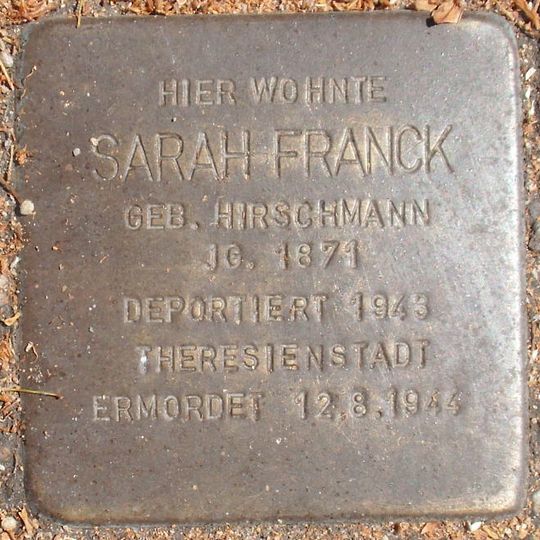 HIER WOHNTE
SARAH FRANCK
GEB. HIRSCHMANN
JG. 1871
DEPORTIERT 1943
THERESIENSTADT
ERMORDET 12.8.1944